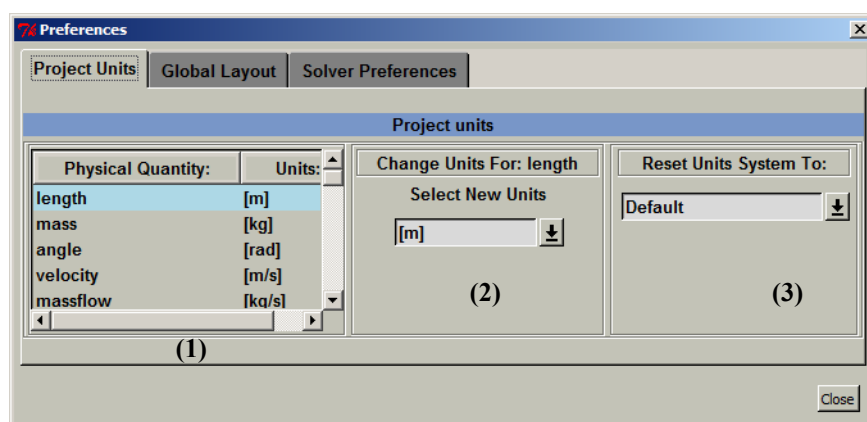 Preferences
Project Units Global Layout Solver Preferences
Project units
Physical Quantity: Units:
length [m]
mass [kg]
angle [rad]
velocity [m/s]
massflow [kg/s]
(1)
Change Units For: length
Select New Units
[m]
(2)
Reset Units System To:
Default
(3)
Close